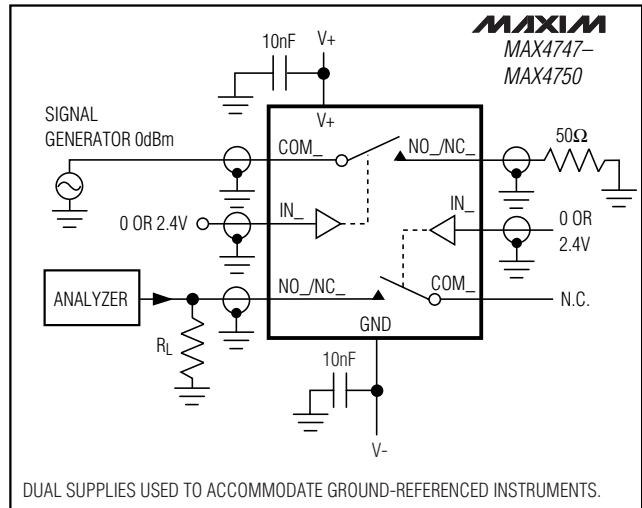 MAXIM
MAX4747–
MAX4750
10nF
V+
V+
SIGNAL
GENERATOR 0dBm
COM_
NO_/NC_
50Ω
0 OR 2.4V
IN_
IN_
0 OR
2.4V
ANALYZER
NO_/NC_
COM_
N.C.
RL
GND
10nF
V-
DUAL SUPPLIES USED TO ACCOMMODATE GROUND-REFERENCED INSTRUMENTS.